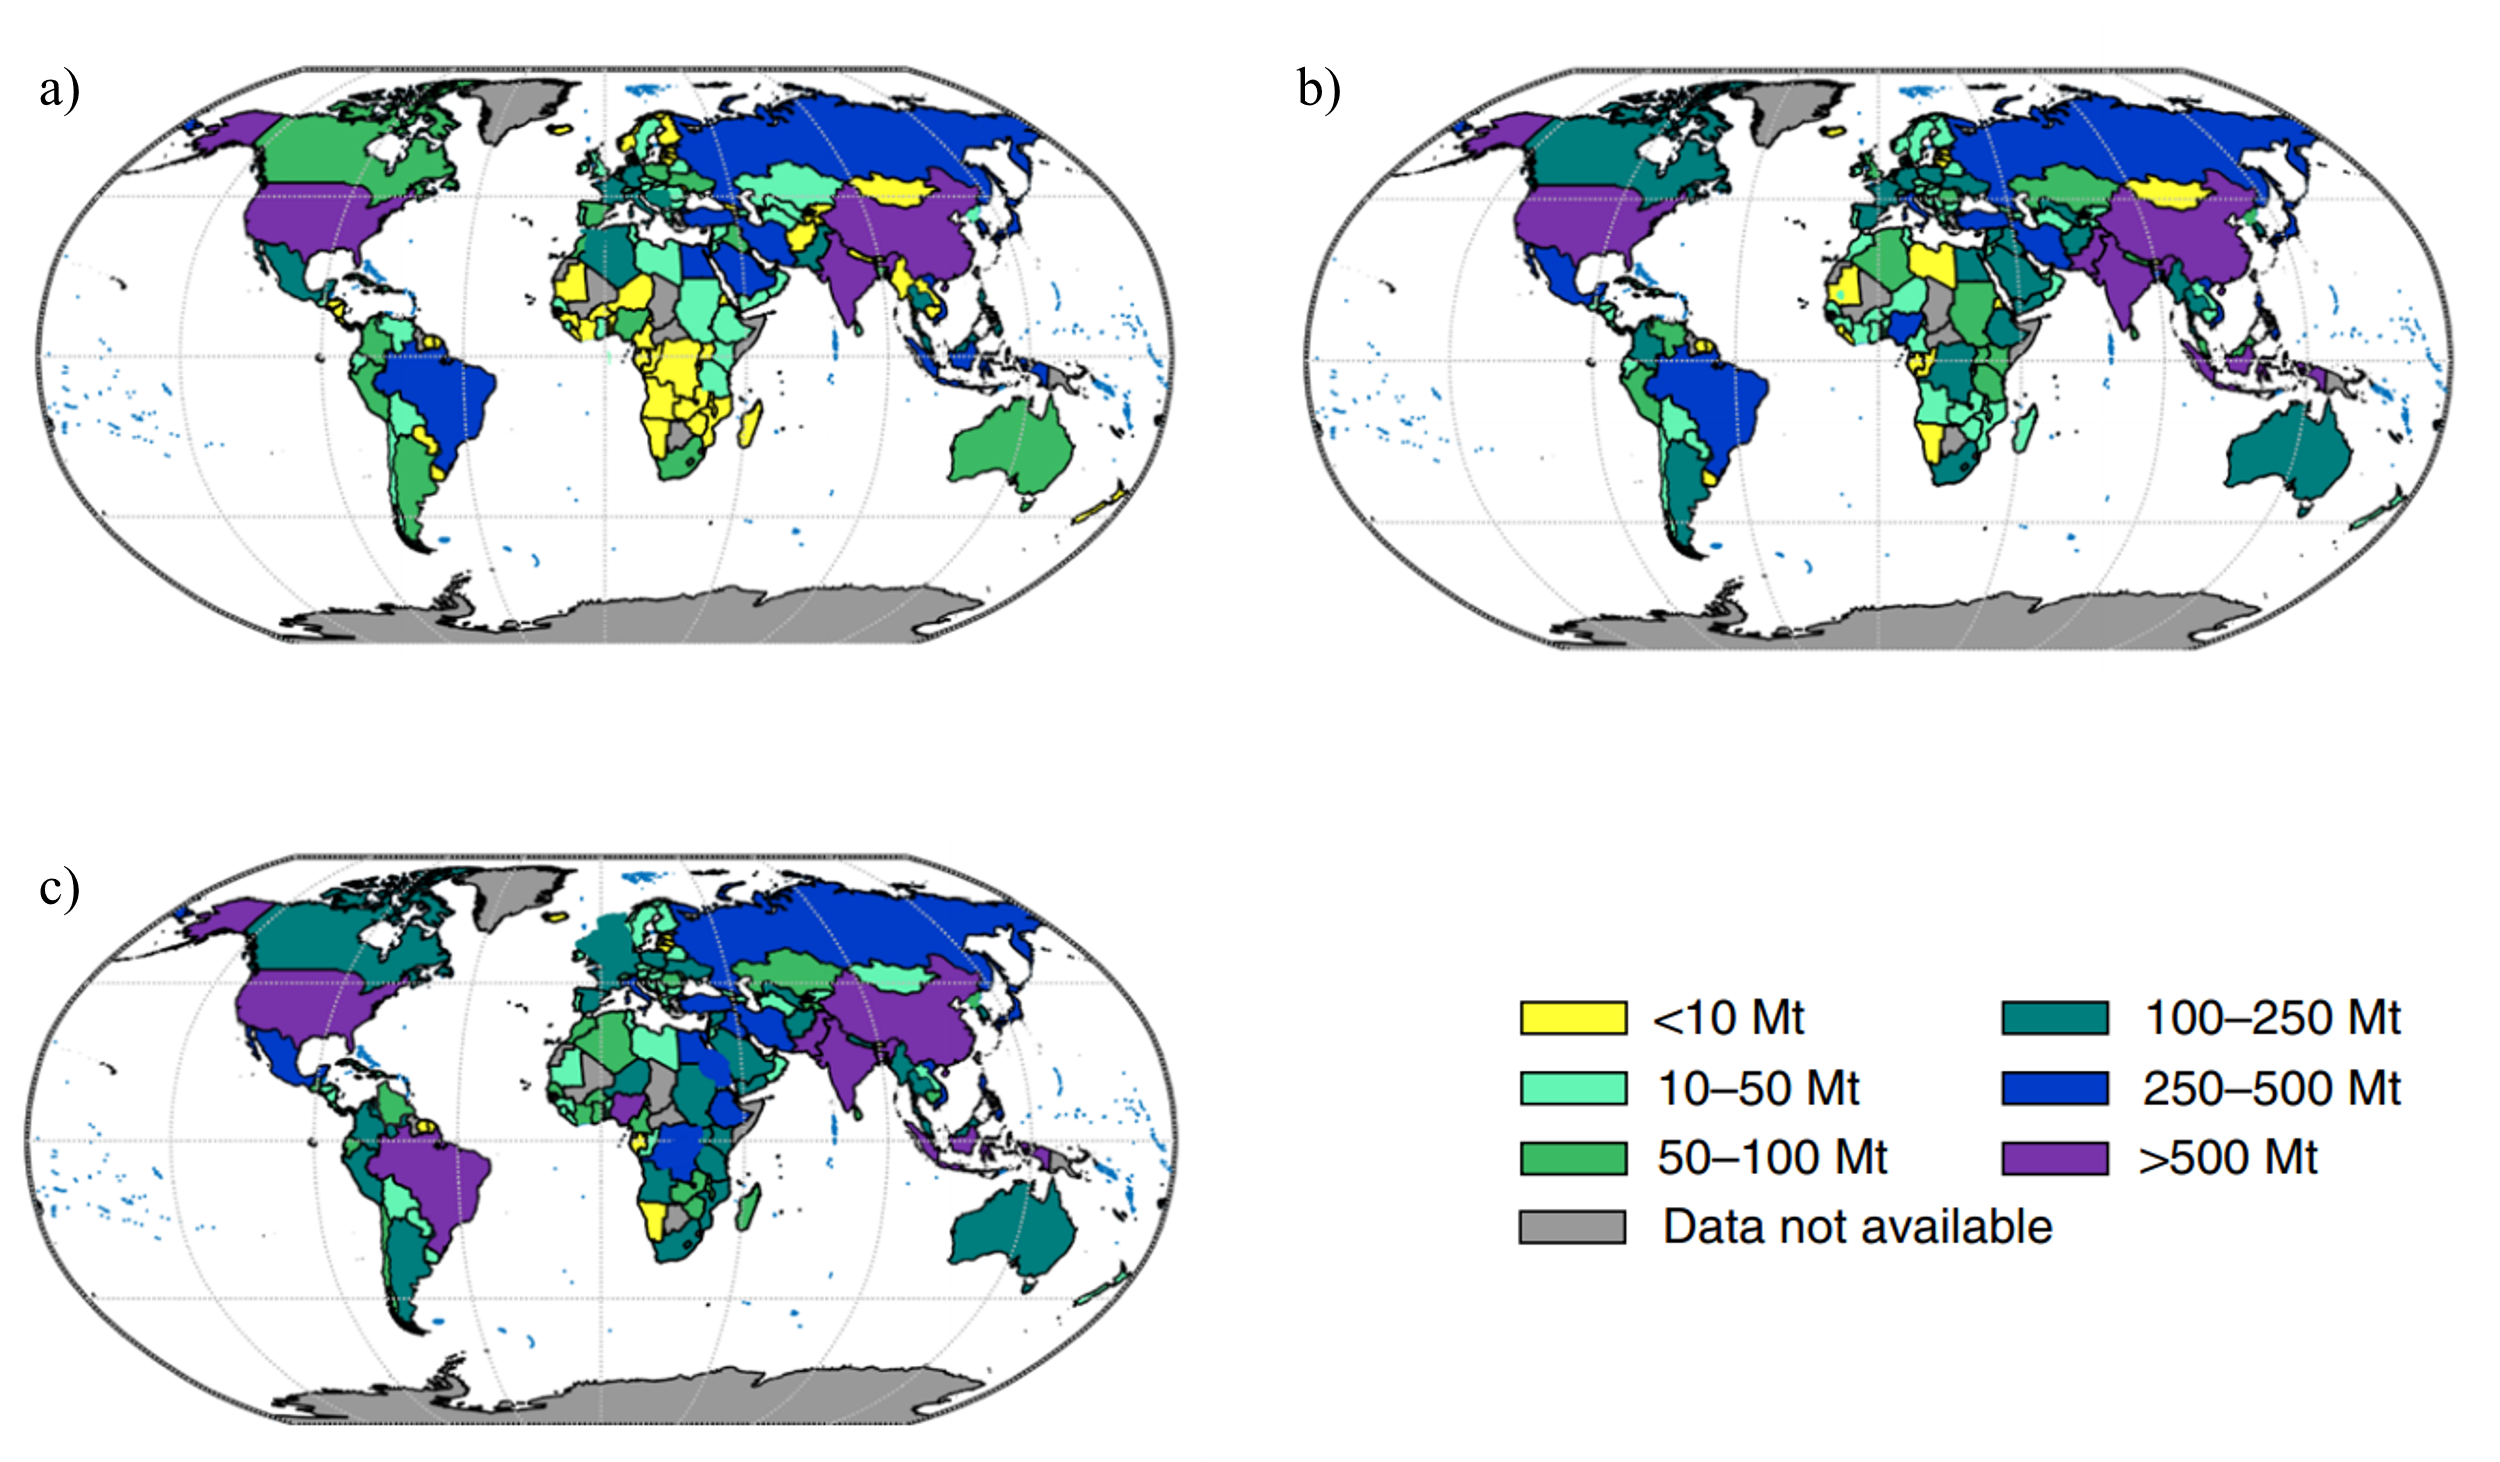 a)
b)
c)
<10 Mt
10–50 Mt
50–100 Mt
Data not available
100–250 Mt
250–500 Mt
>500 Mt